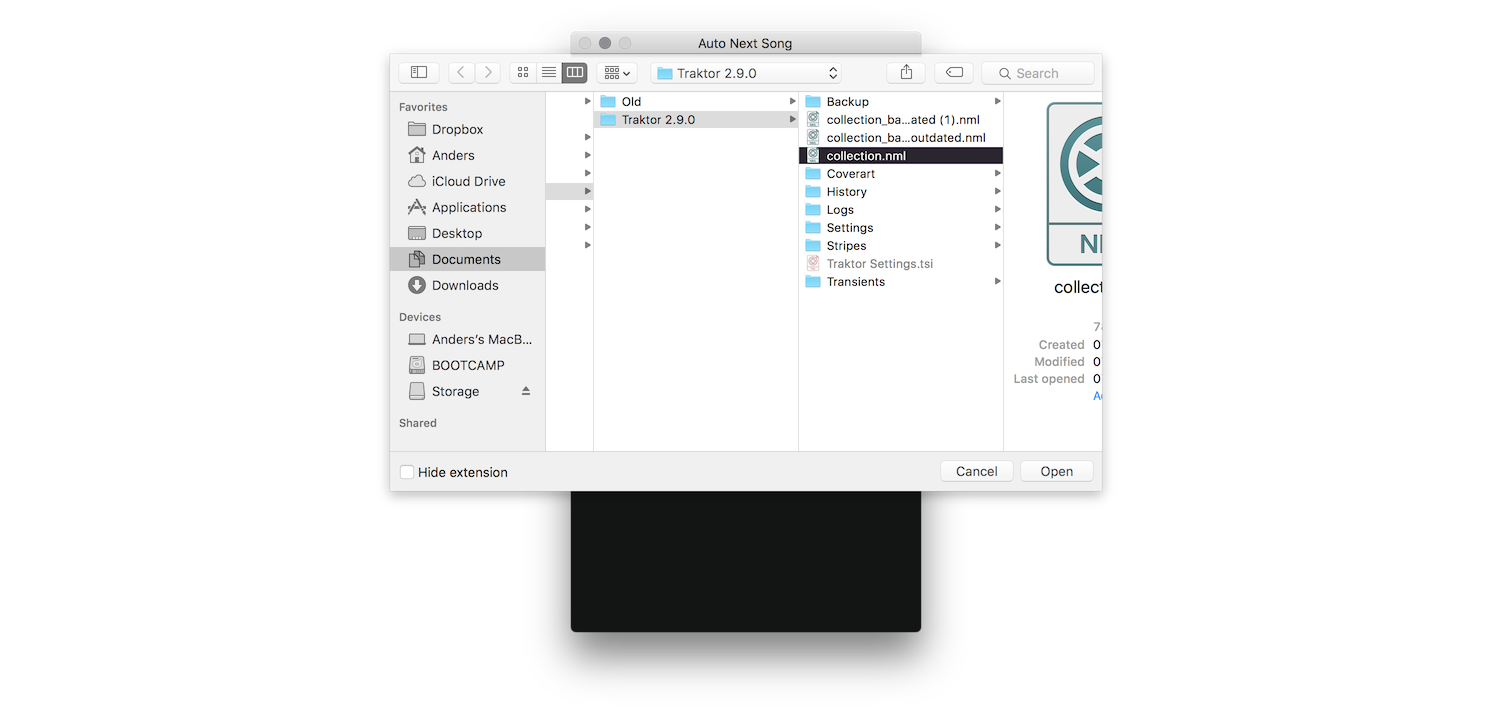 Auto Next Song
Traktor 2.9.0
Search
Favorites
Dropbox
Anders
iCloud Drive
Applications
Desktop
Documents
Downloads
Devices
Anders's MacB...
BOOTCAMP
Storage
Shared
Old
Traktor 2.9.0
Backup
collection_ba...ated (1).nml
collection_ba...outdated.nml
collection.nml
Coverart
History
Logs
Settings
Stripes
Traktor Settings.tsi
Transients
collect
Created 0
Modified 0
Last opened 0
Hide extension
Cancel
Open